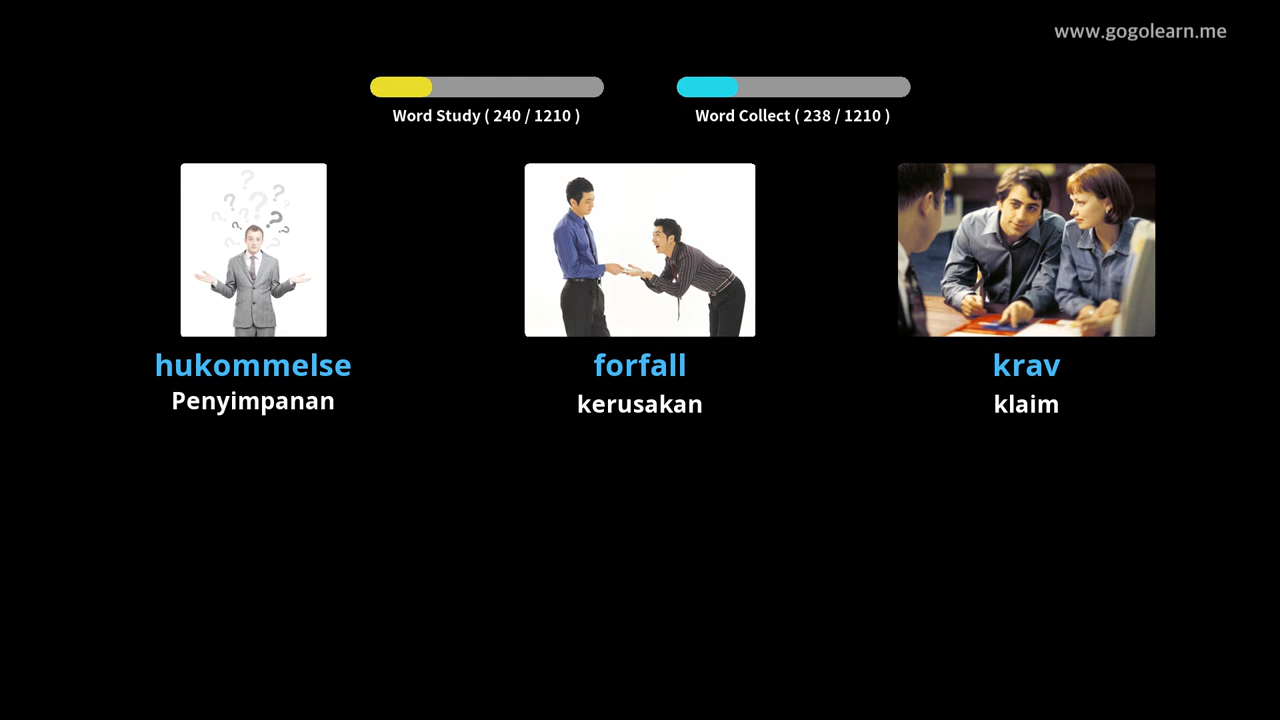 www.gogolearn.me
Word Study ( 240 / 1210 )
Word Collect ( 238 / 1210 )
hukommelse
Penyimpanan
forfall
kerusakan
krav
klaim